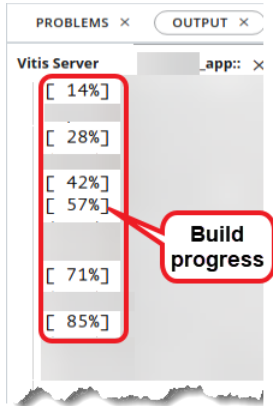 PROBLEMS × OUTPUT ×
Vitis Server _app:: ×
[ 14%]
[ 28%]
[ 42%]
[ 57%]
Build
progress
[ 71%]
[ 85%]